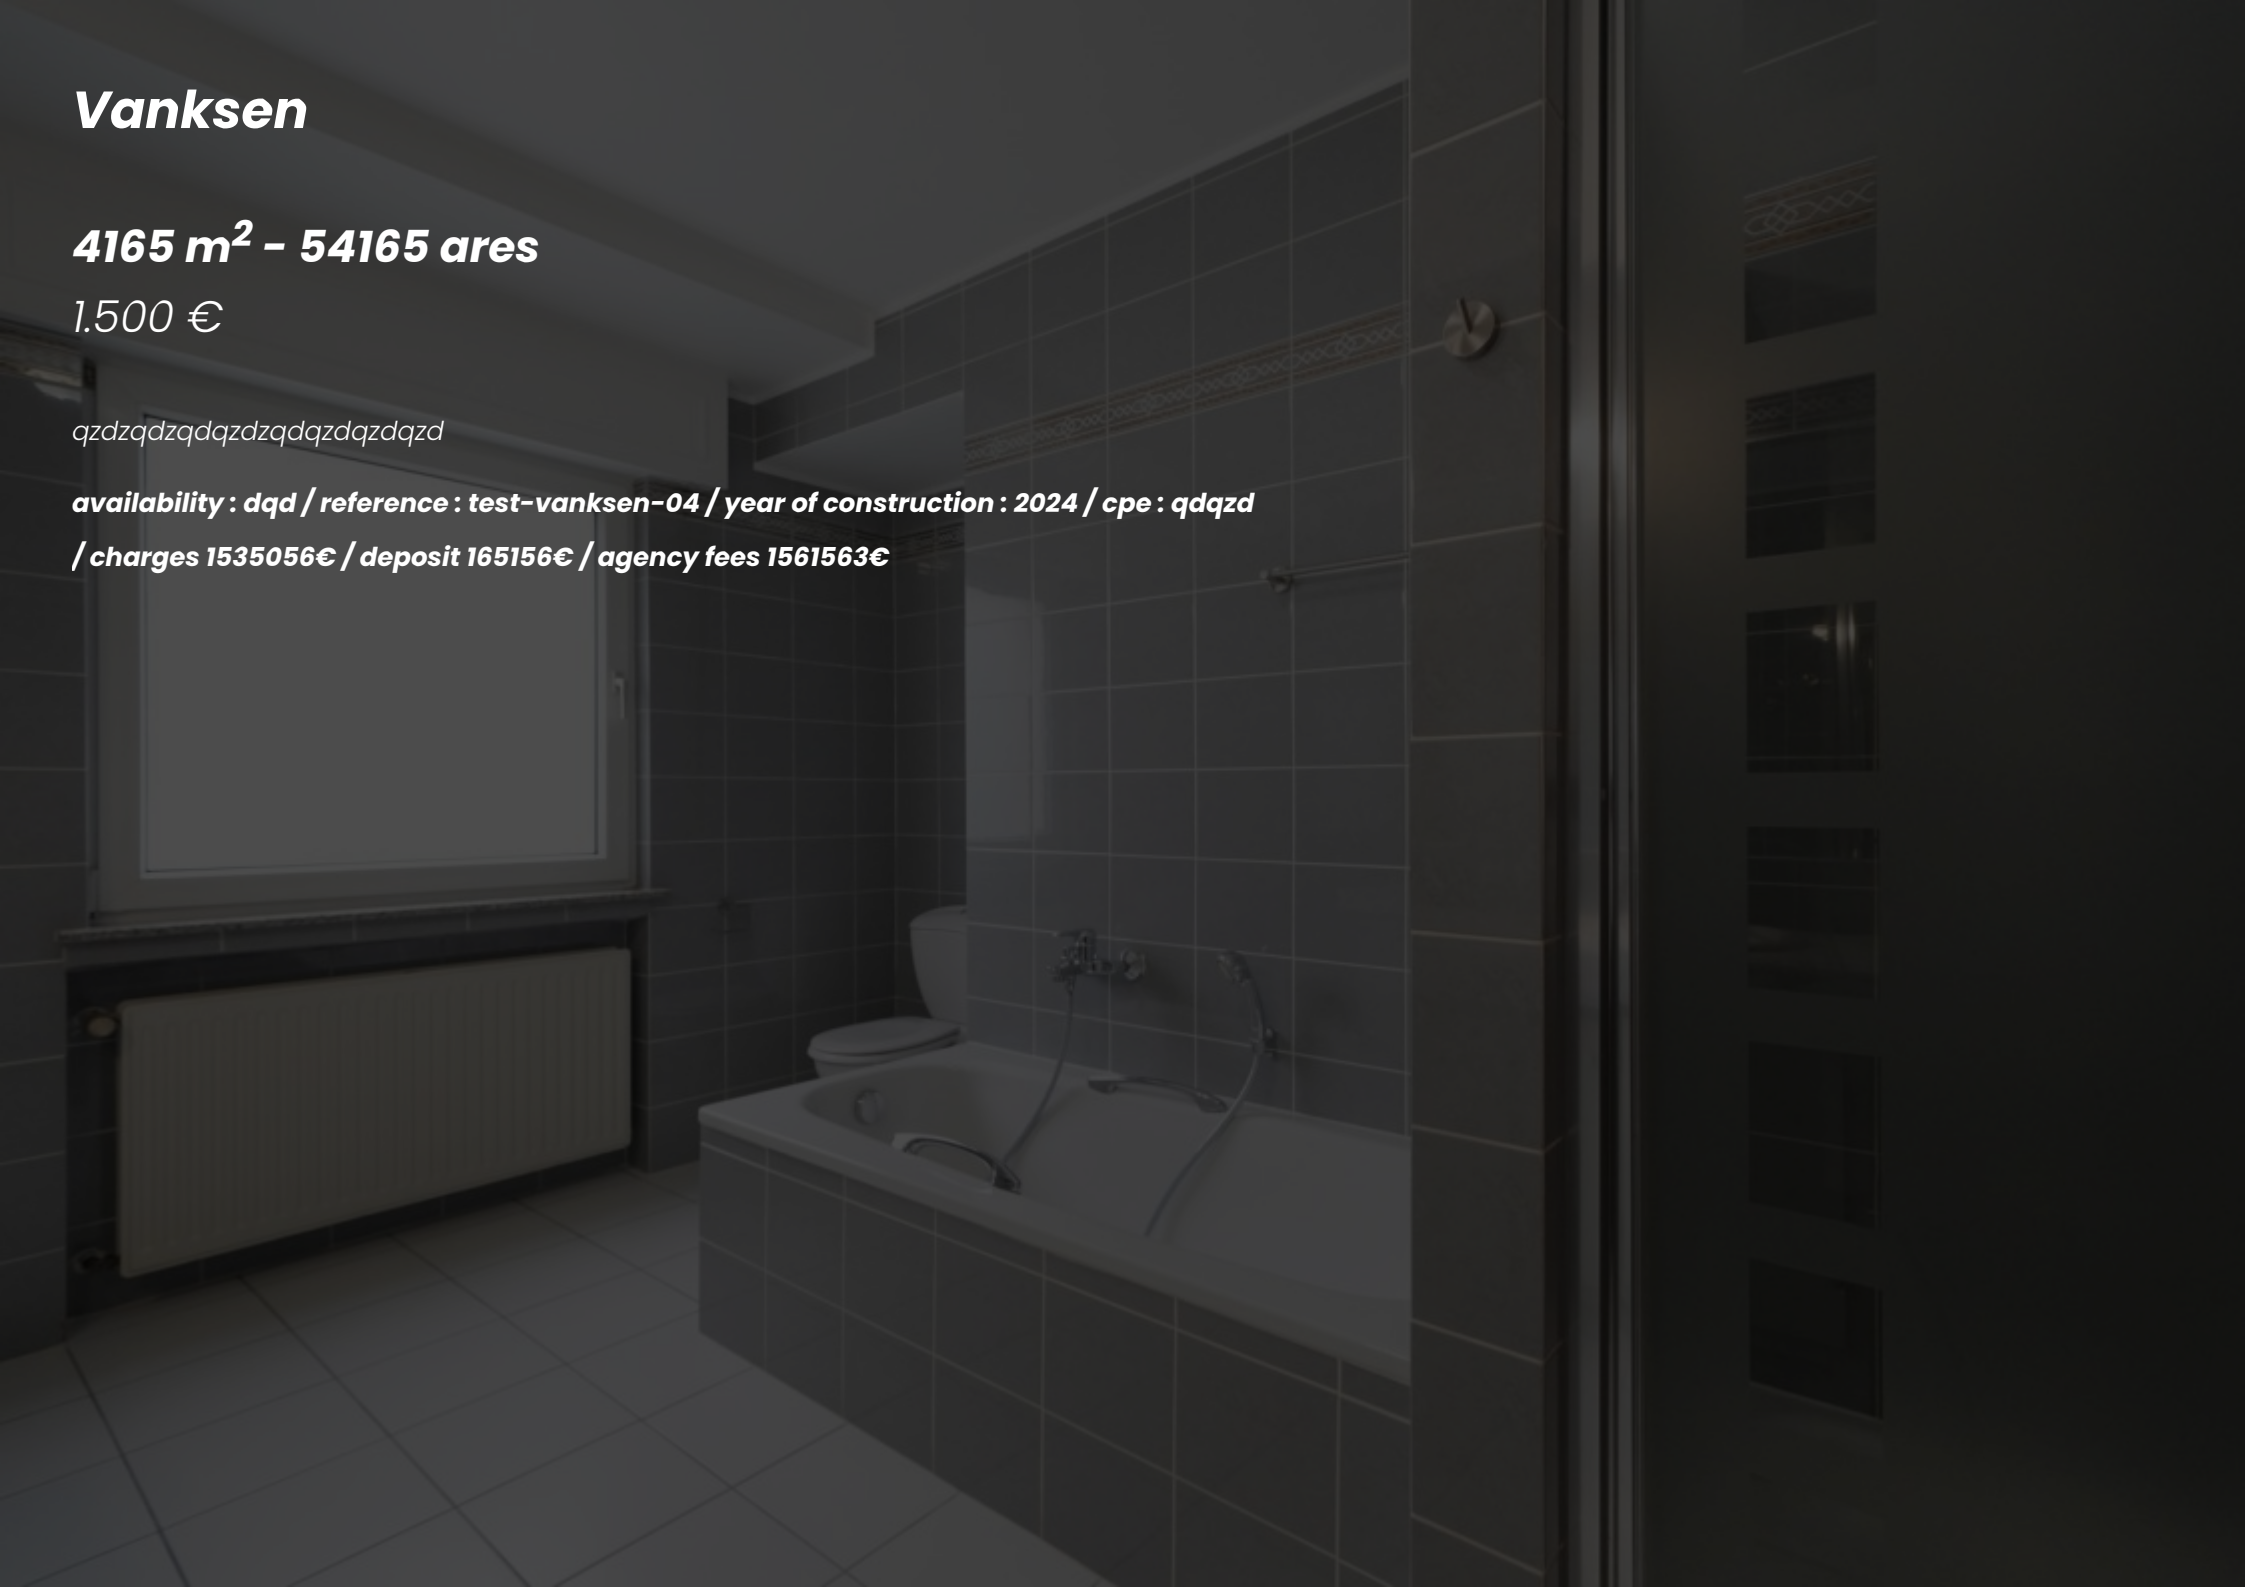 Vanksen
4165 m² - 54165 ares
1.500 €
qzdzqdzqdqzdzqdqzdqzdqzd
availability : dqd / reference : test-vanksen-04 / year of construction : 2024 / cpe : qdqzd
/ charges 1535056€ / deposit 165156€ / agency fees 1561563€